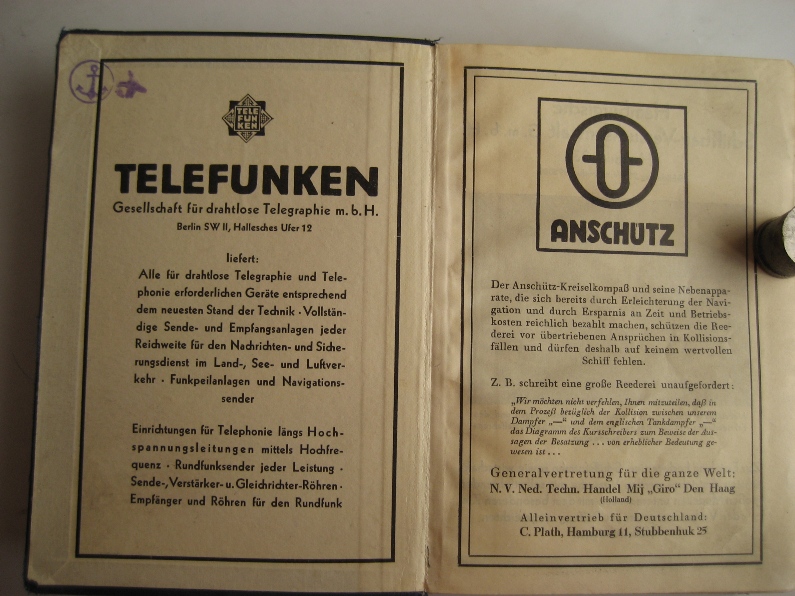 TELE
FUN
KEN
TELEFUNKEN
Gesellschaft für drahtlose Telegraphie m. b. H.
Berlin SW 11, Hallesches Ufer 12
liefert:
Alle für drahtlose Telegraphie und Tele-
phonie erforderlichen Geräte entsprechend
dem neuesten Stand der Technik · Vollstän-
dige Sende- und Empfangsanlagen jeder
Reichweite für den Nachrichten- und Siche-
rungsdienst im Land-, See- und Luftver-
kehr · Funkpeilanlagen und Navigations-
sender
Einrichtungen für Telephonie längs Hoch-
spannungsleitungen mittels Hochfre-
quenz · Rundfunksender jeder Leistung ·
Sende-, Verstärker- u. Gleichrichter-Röhren ·
Empfänger und Röhren für den Rundfunk
ANSCHÜTZ
Der Anschütz-Kreiselkompaß und seine Nebenappa-
rate, die sich bereits durch Erleichterung der Navi-
gation und durch Ersparnis an Zeit und Betriebs-
kosten reichlich bezahlt machen, schützen die Ree-
derei vor übertriebenen Ansprüchen in Kollisions-
fällen und dürfen deshalb auf keinem wertvollen
Schiff fehlen.
Z. B. schreibt eine große Reederei unaufgefordert:
„Wir möchten nicht verfehlen, Ihnen mitzuteilen, daß in
dem Prozeß bezüglich der Kollision zwischen unserem
Dampfer „—“ und dem englischen Tankdampfer „—“
das Diagramm des Kursschreibers zum Beweise der Aus-
sagen der Besatzung ... von erheblicher Bedeutung ge-
wesen ist ...
Generalvertretung für die ganze Welt:
N. V. Ned. Techn. Handel Mij „Giro“ Den Haag
(Holland)
Alleinvertrieb für Deutschland:
C. Plath, Hamburg 11, Stubbenhuk 25